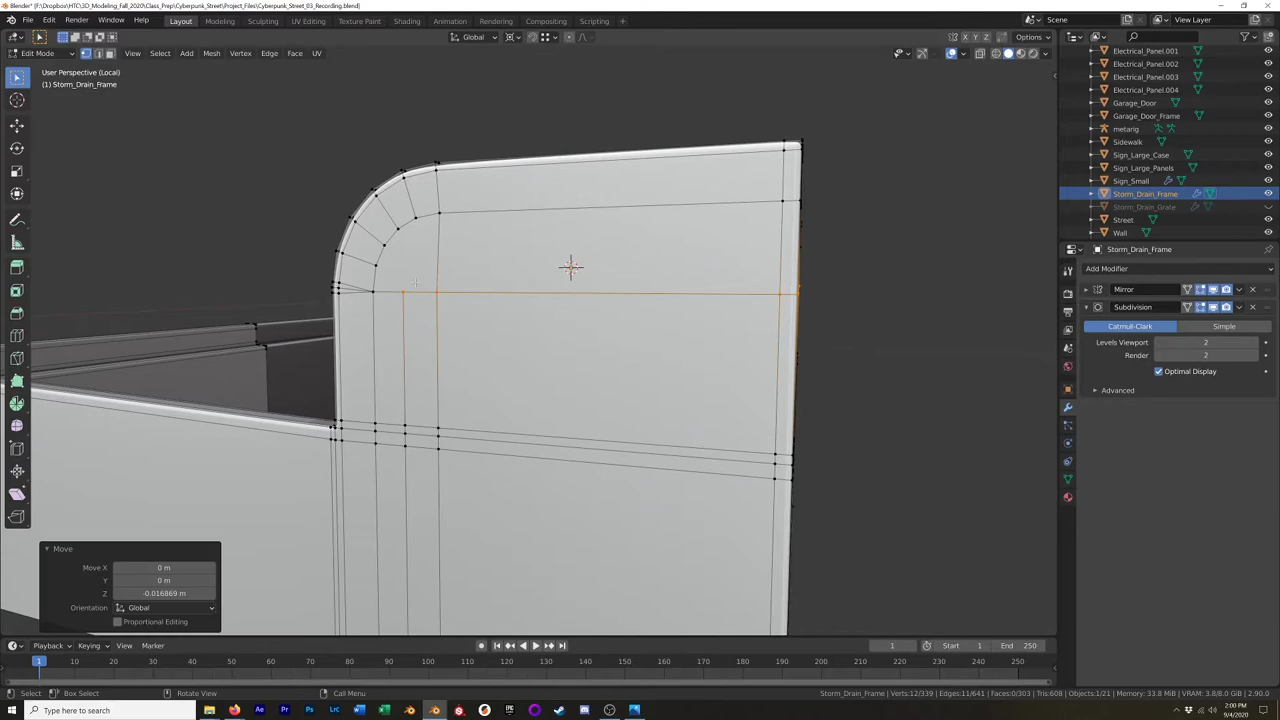 Blender* [F:\Dropbox\HTC\3D_Modeling_Fall_2020\Class_Prep\Cyberpunk_Street\Project_Files\Cyberpunk_Street_03_Recording.blend]
File Edit Render Window Help Layout Modeling Sculpting UV Editing Texture Paint Shading Animation Rendering Compositing Scripting + Scene View Layer
Global X Y Z Options
Edit Mode View Select Add Mesh Vertex Edge Face UV
User Perspective (Local)
(1) Storm_Drain_Frame
Electrical_Panel.001
Electrical_Panel.002
Electrical_Panel.003
Electrical_Panel.004
Garage_Door
Garage_Door_Frame
metarig
Sidewalk
Sign_Large_Case
Sign_Large_Panels
Sign_Small
Storm_Drain_Frame
Storm_Drain_Grate
Street
Wall
Storm_Drain_Frame
Add Modifier
Mirror
Subdivision
Catmull-Clark Simple
Levels Viewport 2
Render 2
Optimal Display
Advanced
Move
Move X 0 m
Y 0 m
Z -0.016869 m
Orientation Global
Proportional Editing
Playback Keying View Marker 1 Start 1 End 250
1 10 20 30 40 50 60 70 80 90 100 110 120 130 140 150 160 170 180 190 200 210 220 230 240 250
Select Box Select Rotate View Call Menu Storm_Drain_Frame | Verts:12/339 | Edges:11/641 | Faces:0/303 | Tris:608 | Objects:1/21 | Memory: 33.8 MiB | VRAM: 3.8/8.0 GiB | 2.90.0
Type here to search
2:00 PM
9/4/2020